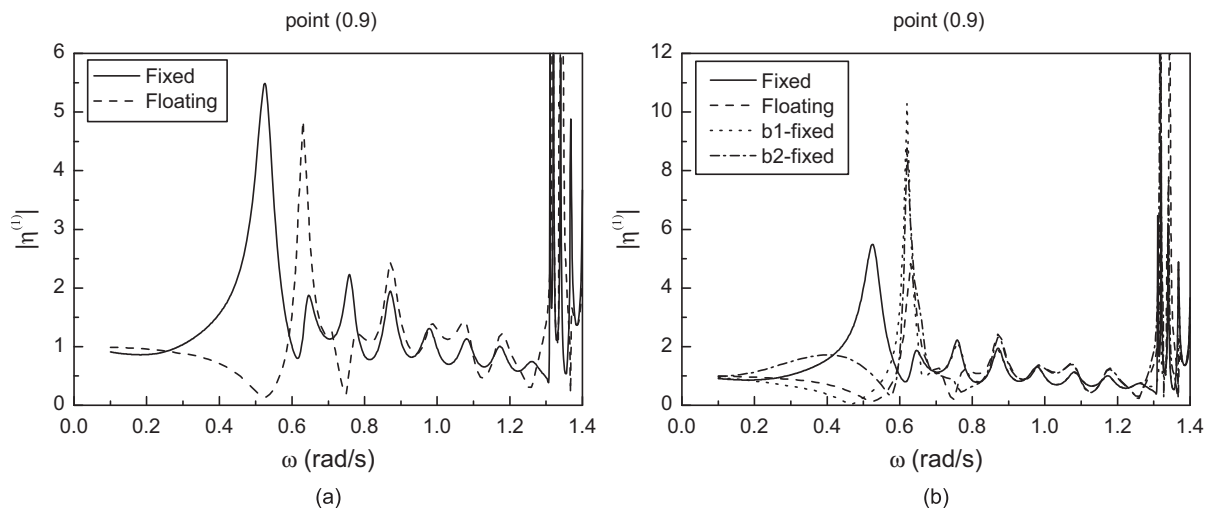 point (0.9)
6
5
4
3
2
1
0
|η⁽¹⁾|
Fixed
Floating
0.0 0.2 0.4 0.6 0.8 1.0 1.2 1.4
ω (rad/s)
(a)
point (0.9)
12
10
8
6
4
2
0
|η⁽¹⁾|
Fixed
Floating
b1-fixed
b2-fixed
0.0 0.2 0.4 0.6 0.8 1.0 1.2 1.4
ω (rad/s)
(b)